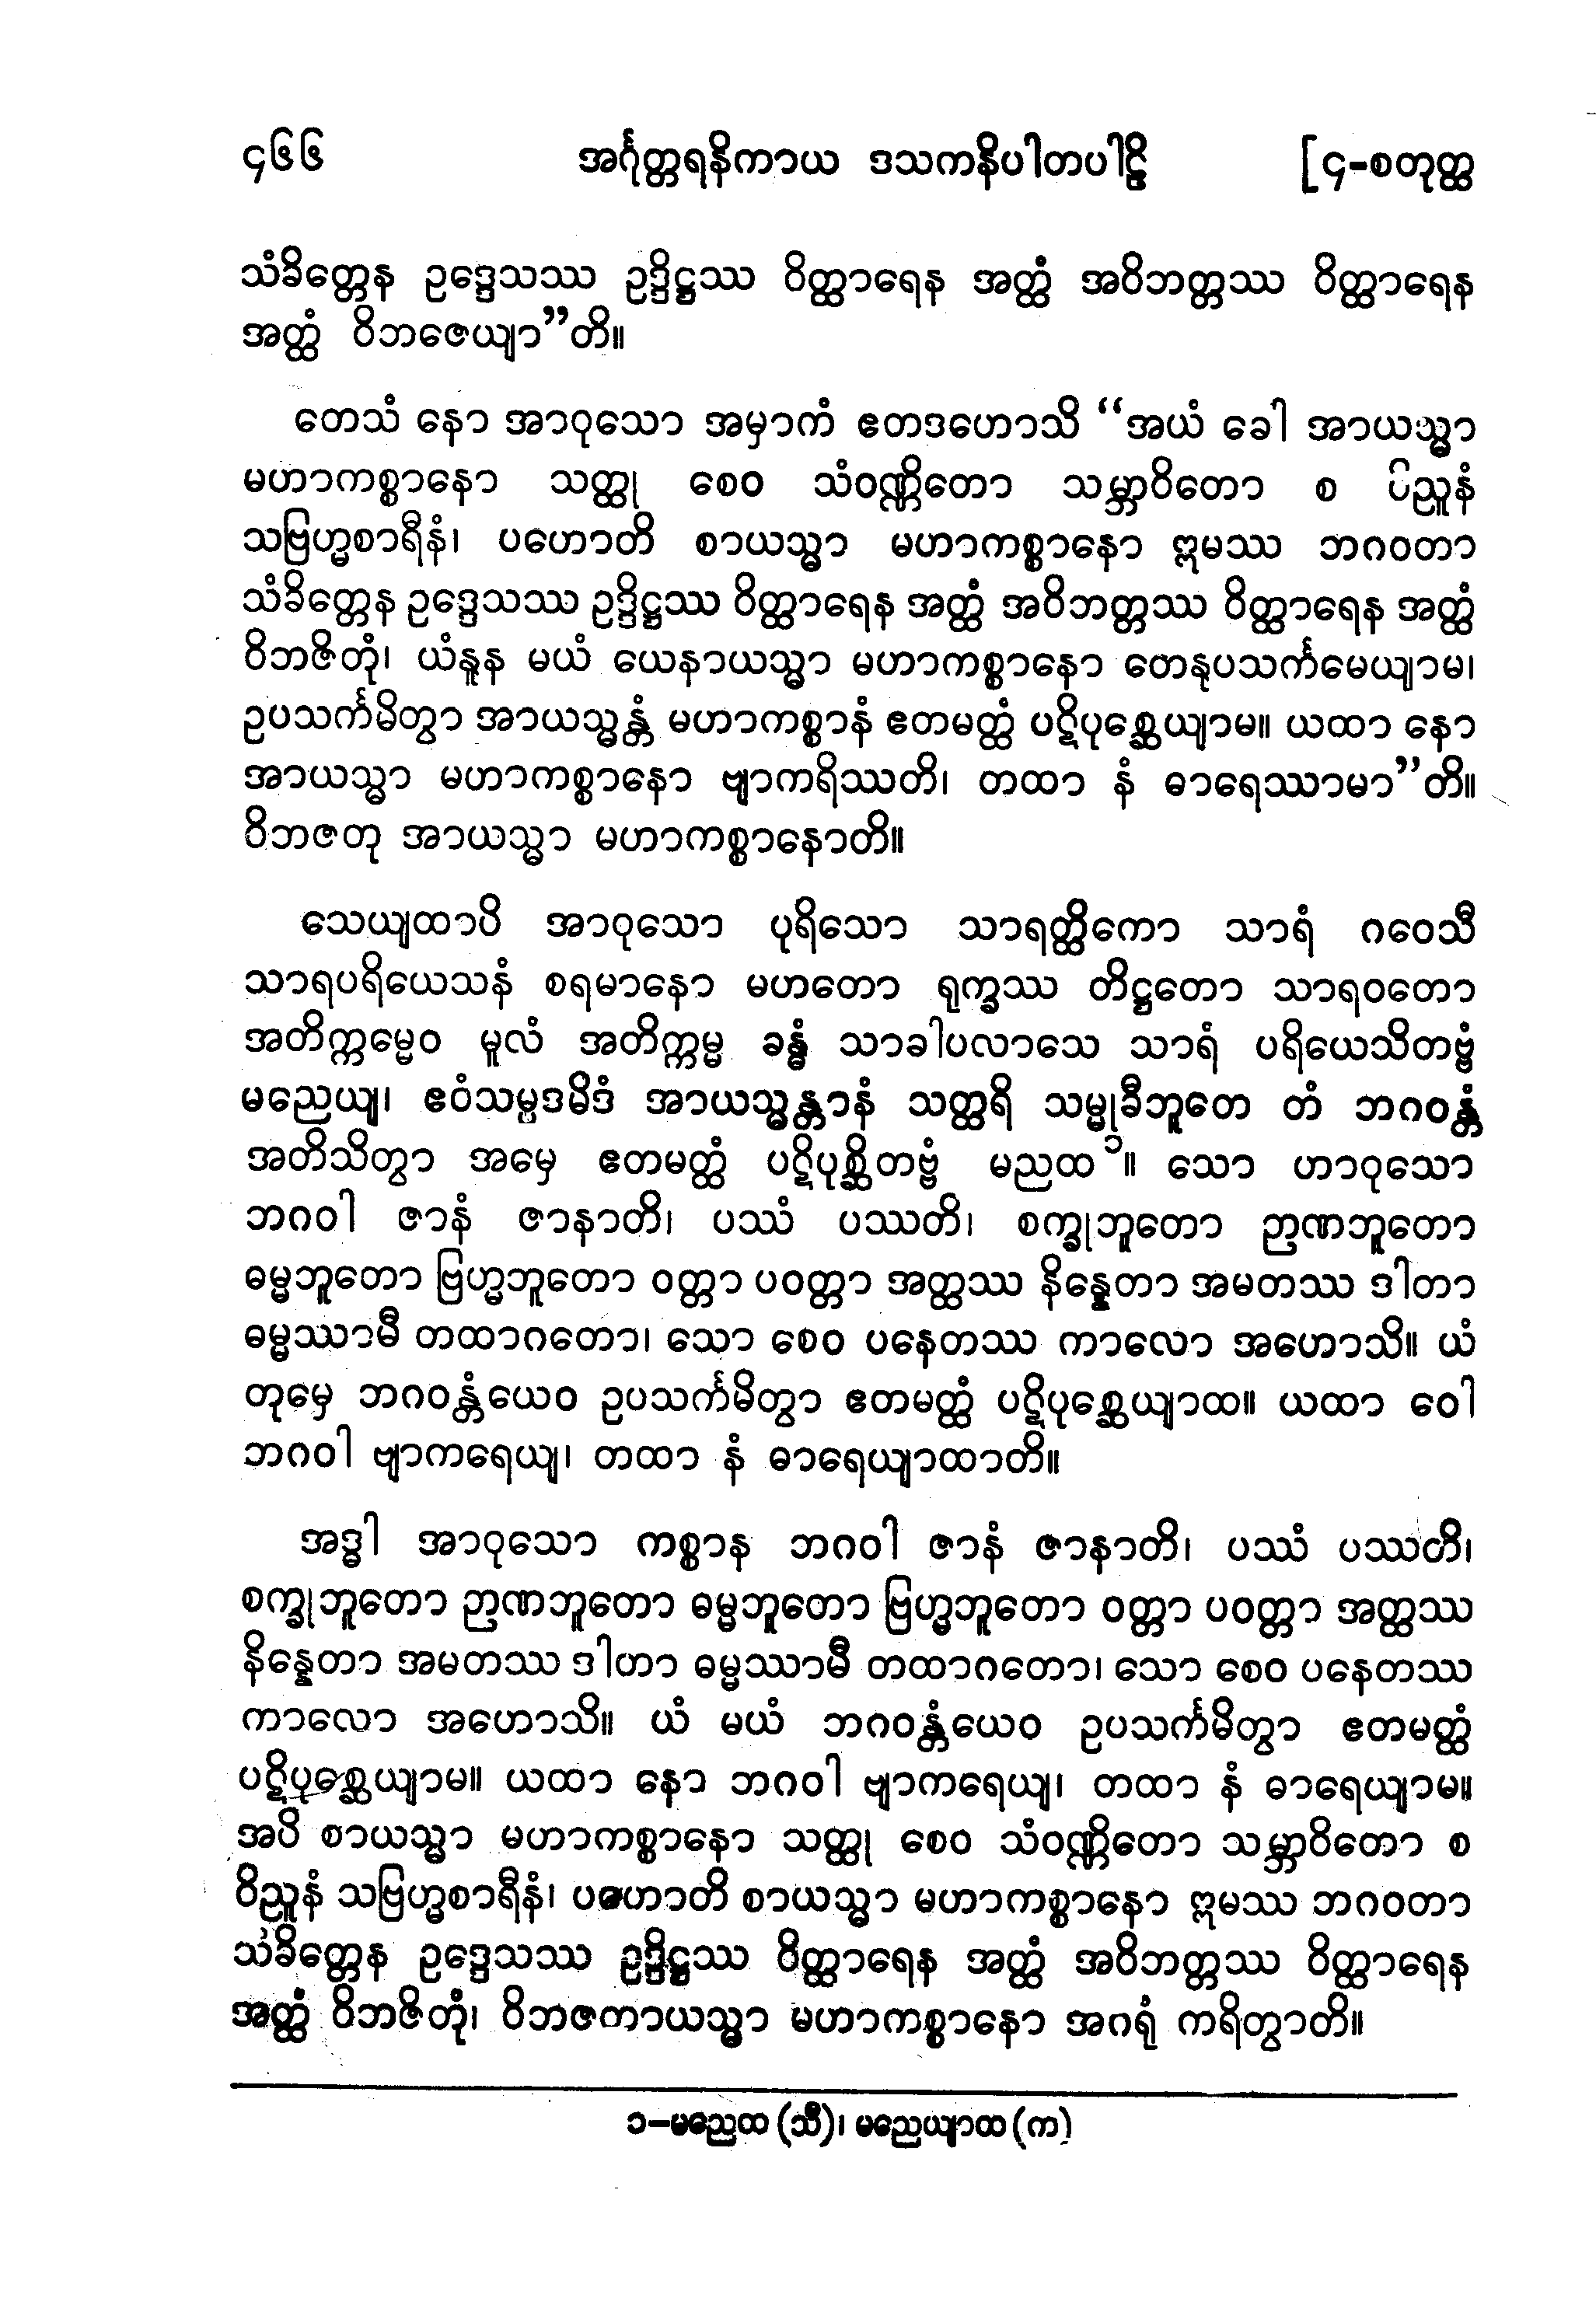 ၄၆၆ အင်္ဂုတ္တရနိကာယ ဒသကနိပါတပါဠိ [၄-စတုတ္ထ
သံခိတ္တေန ဥဒ္ဒေသဿ ဥဒ္ဒိဋ္ဌဿ ဝိတ္ထာရေန အတ္ထံ အဝိဘတ္တဿ ဝိတ္ထာရေန
အတ္ထံ ဝိဘဇေယျာ”တိ။
တေသံ နော အာဝုသော အမှာကံ ဧတဒဟောသိ “အယံ ခေါ အာယသ္မာ
မဟာကစ္စာနော သတ္ထု စေဝ သံဝဏ္ဏိတော သမ္ဘာဝိတော စ ဝိညူနံ
သဗြဟ္မစာရီနံ၊ ပဟောတိ စာယသ္မာ မဟာကစ္စာနော ဣမဿ ဘဂဝတာ
သံခိတ္တေန ဥဒ္ဒေသဿ ဥဒ္ဒိဋ္ဌဿ ဝိတ္ထာရေန အတ္ထံ အဝိဘတ္တဿ ဝိတ္ထာရေန အတ္ထံ
ဝိဘဇိတုံ၊ ယံနူန မယံ ယေနာယသ္မာ မဟာကစ္စာနော တေနုပသင်္ကမေယျာမ၊
ဥပသင်္ကမိတွာ အာယသ္မန္တံ မဟာကစ္စာနံ ဧတမတ္ထံ ပဋိပုစ္ဆေယျာမ။ ယထာ နော
အာယသ္မာ မဟာကစ္စာနော ဗျာကရိဿတိ၊ တထာ နံ ဓာရေဿာမာ”တိ။
ဝိဘဇတု အာယသ္မာ မဟာကစ္စာနောတိ။
သေယျထာပိ အာဝုသော ပုရိသော သာရတ္ထိကော သာရံ ဂဝေသီ
သာရပရိယေသနံ စရမာနော မဟတော ရုက္ခဿ တိဋ္ဌတော သာရဝတော
အတိက္ကမ္မေဝ မူလံ အတိက္ကမ္မ ခန္ဓံ သာခါပလာသေ သာရံ ပရိယေသိတဗ္ဗံ
မညေယျ၊ ဧဝံသမ္ပဒမိဒံ အာယသ္မန္တာနံ သတ္ထရိ သမ္မုခီဘူတေ တံ ဘဂဝန္တံ
အတိသိတွာ အမှေ ဧတမတ္ထံ ပဋိပုစ္ဆိတဗ္ဗံ မညထ ၁။ သော ဟာဝုသော
ဘဂဝါ ဇာနံ ဇာနာတိ၊ ပဿံ ပဿတိ၊ စက္ခုဘူတော ဉာဏဘူတော
ဓမ္မဘူတော ဗြဟ္မဘူတော ဝတ္တာ ပဝတ္တာ အတ္ထဿ နိန္နေတာ အမတဿ ဒါတာ
ဓမ္မဿာမီ တထာဂတော၊ သော စေဝ ပနေတဿ ကာလော အဟောသိ။ ယံ
တုမှေ ဘဂဝန္တံယေဝ ဥပသင်္ကမိတွာ ဧတမတ္ထံ ပဋိပုစ္ဆေယျာထ။ ယထာ ဝေါ
ဘဂဝါ ဗျာကရေယျ၊ တထာ နံ ဓာရေယျာထာတိ။
အဒ္ဓါ အာဝုသော ကစ္စာန ဘဂဝါ ဇာနံ ဇာနာတိ၊ ပဿံ ပဿတိ၊
စက္ခုဘူတော ဉာဏဘူတော ဓမ္မဘူတော ဗြဟ္မဘူတော ဝတ္တာ ပဝတ္တာ အတ္ထဿ
နိန္နေတာ အမတဿ ဒါတာ ဓမ္မဿာမီ တထာဂတော၊ သော စေဝ ပနေတဿ
ကာလော အဟောသိ။ ယံ မယံ ဘဂဝန္တံယေဝ ဥပသင်္ကမိတွာ ဧတမတ္ထံ
ပဋိပုစ္ဆေယျာမ။ ယထာ နော ဘဂဝါ ဗျာကရေယျ၊ တထာ နံ ဓာရေယျာမ။
အပိ စာယသ္မာ မဟာကစ္စာနော သတ္ထု စေဝ သံဝဏ္ဏိတော သမ္ဘာဝိတော စ
ဝိညူနံ သဗြဟ္မစာရီနံ၊ ပဟောတိ စာယသ္မာ မဟာကစ္စာနော ဣမဿ ဘဂဝတာ
သံခိတ္တေန ဥဒ္ဒေသဿ ဥဒ္ဒိဋ္ဌဿ ဝိတ္ထာရေန အတ္ထံ အဝိဘတ္တဿ ဝိတ္ထာရေန
အတ္ထံ ဝိဘဇိတုံ၊ ဝိဘဇတာယသ္မာ မဟာကစ္စာနော အဂရုံ ကရိတွာတိ။
၁-မညေထ (သီ)၊ မညေယျာထ (က)